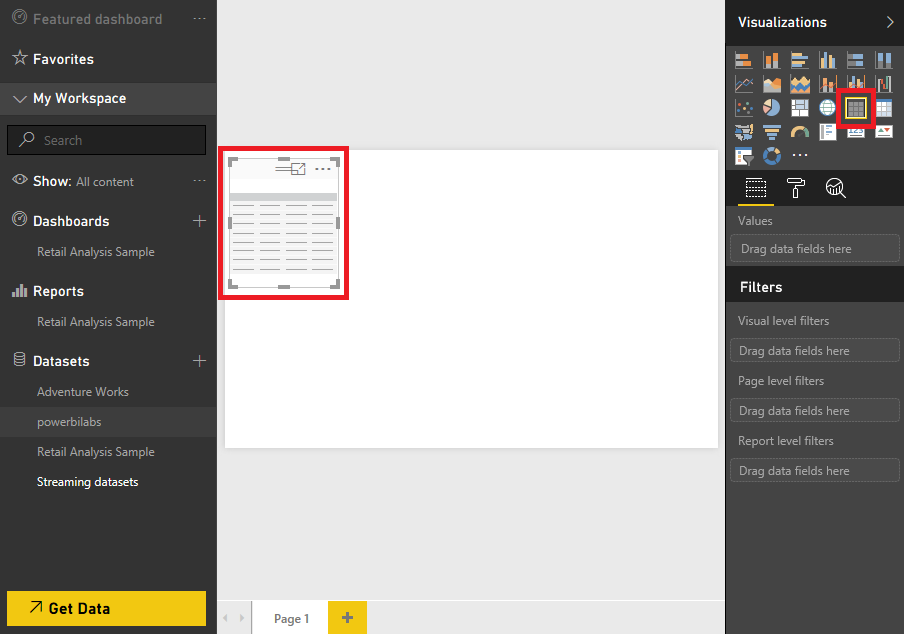 Featured dashboard
Favorites
My Workspace
Search
Show: All content
Dashboards
Retail Analysis Sample
Reports
Retail Analysis Sample
Datasets
Adventure Works
powerbilabs
Retail Analysis Sample
Streaming datasets
Get Data
Page 1
Visualizations
123
Values
Drag data fields here
Filters
Visual level filters
Drag data fields here
Page level filters
Drag data fields here
Report level filters
Drag data fields here